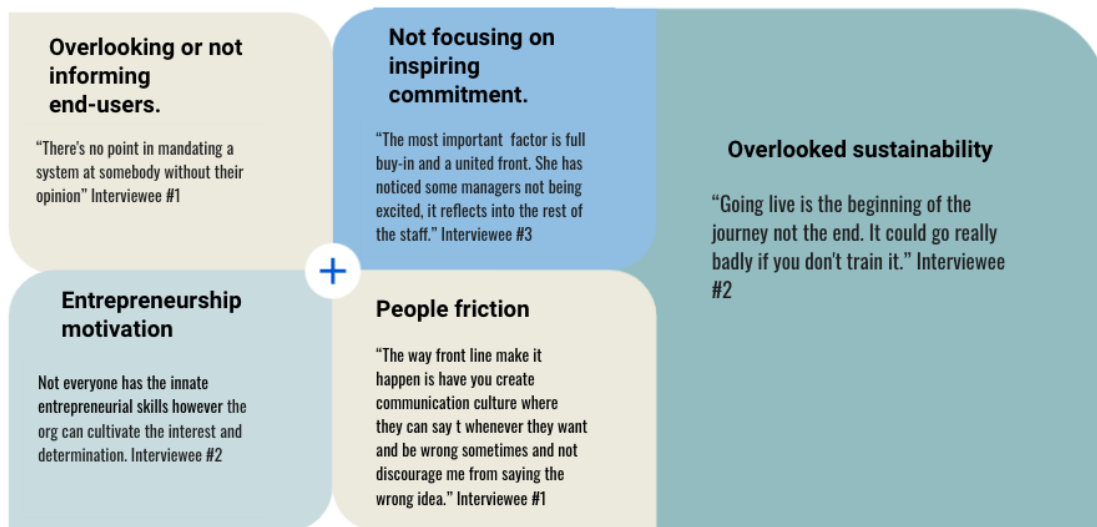 Overlooking or not
informing
end-users.
“There's no point in mandating a
system at somebody without their
opinion” Interviewee #1
Not focusing on
inspiring
commitment.
“The most important factor is full
buy-in and a united front. She has
noticed some managers not being
excited, it reflects into the rest of
the staff.” Interviewee #3
Overlooked sustainability
“Going live is the beginning of the
journey not the end. It could go really
badly if you don't train it.” Interviewee
#2
Entrepreneurship
motivation
Not everyone has the innate
entrepreneurial skills however the
org can cultivate the interest and
determination. Interviewee #2
People friction
“The way front line make it
happen is have you create
communication culture where
they can say t whenever they want
and be wrong sometimes and not
discourage me from saying the
wrong idea.” Interviewee #1